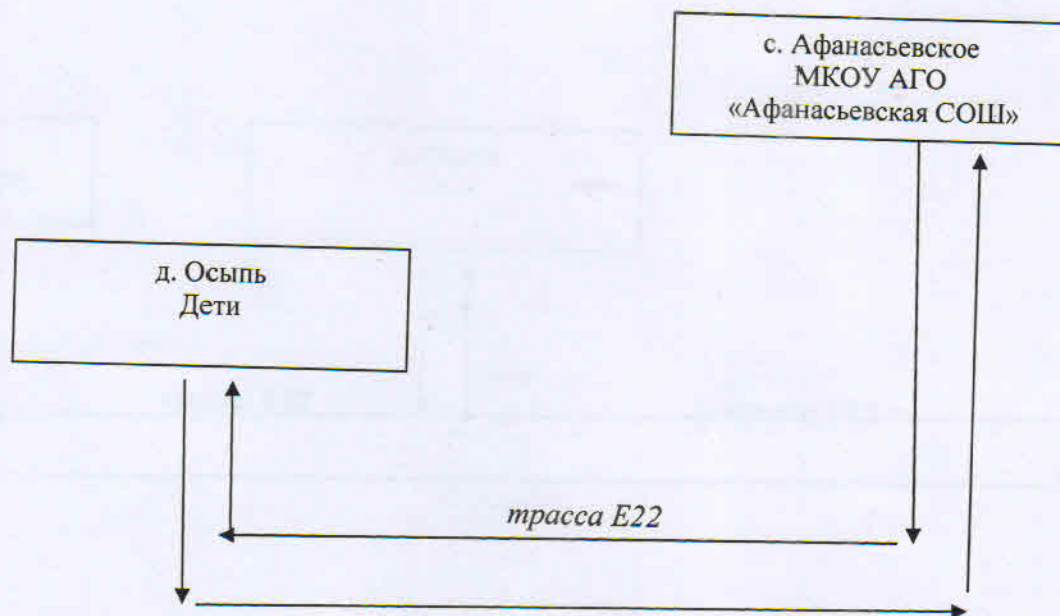 с. Афанасьевское
МКОУ АГО
«Афанасьевская СОШ»
д. Осыпь
Дети
трасса Е22